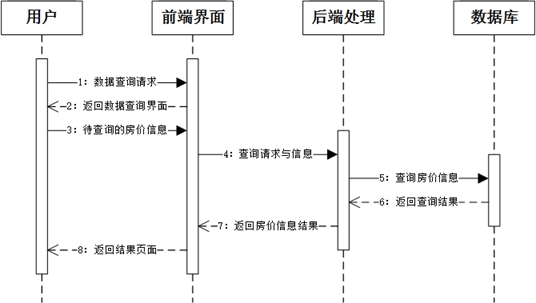 用户
前端界面
后端处理
数据库
1: 数据查询请求
2: 返回数据查询界面
3: 待查询的房价信息
4: 查询请求与信息
5: 查询房价信息
6: 返回查询结果
7: 返回房价信息结果
8: 返回结果页面